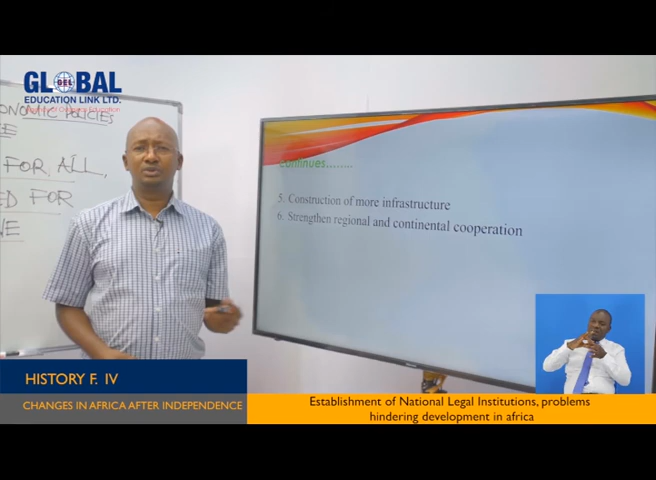 GLOBAL
GEL
EDUCATION LINK LTD.
ONOMIC POLICIES
FOR ALL,
ED FOR
continues........
5. Construction of more infrastructure
6. Strengthen regional and continental cooperation
HISTORY F. IV
CHANGES IN AFRICA AFTER INDEPENDENCE
Establishment of National Legal Institutions, problems
hindering development in africa